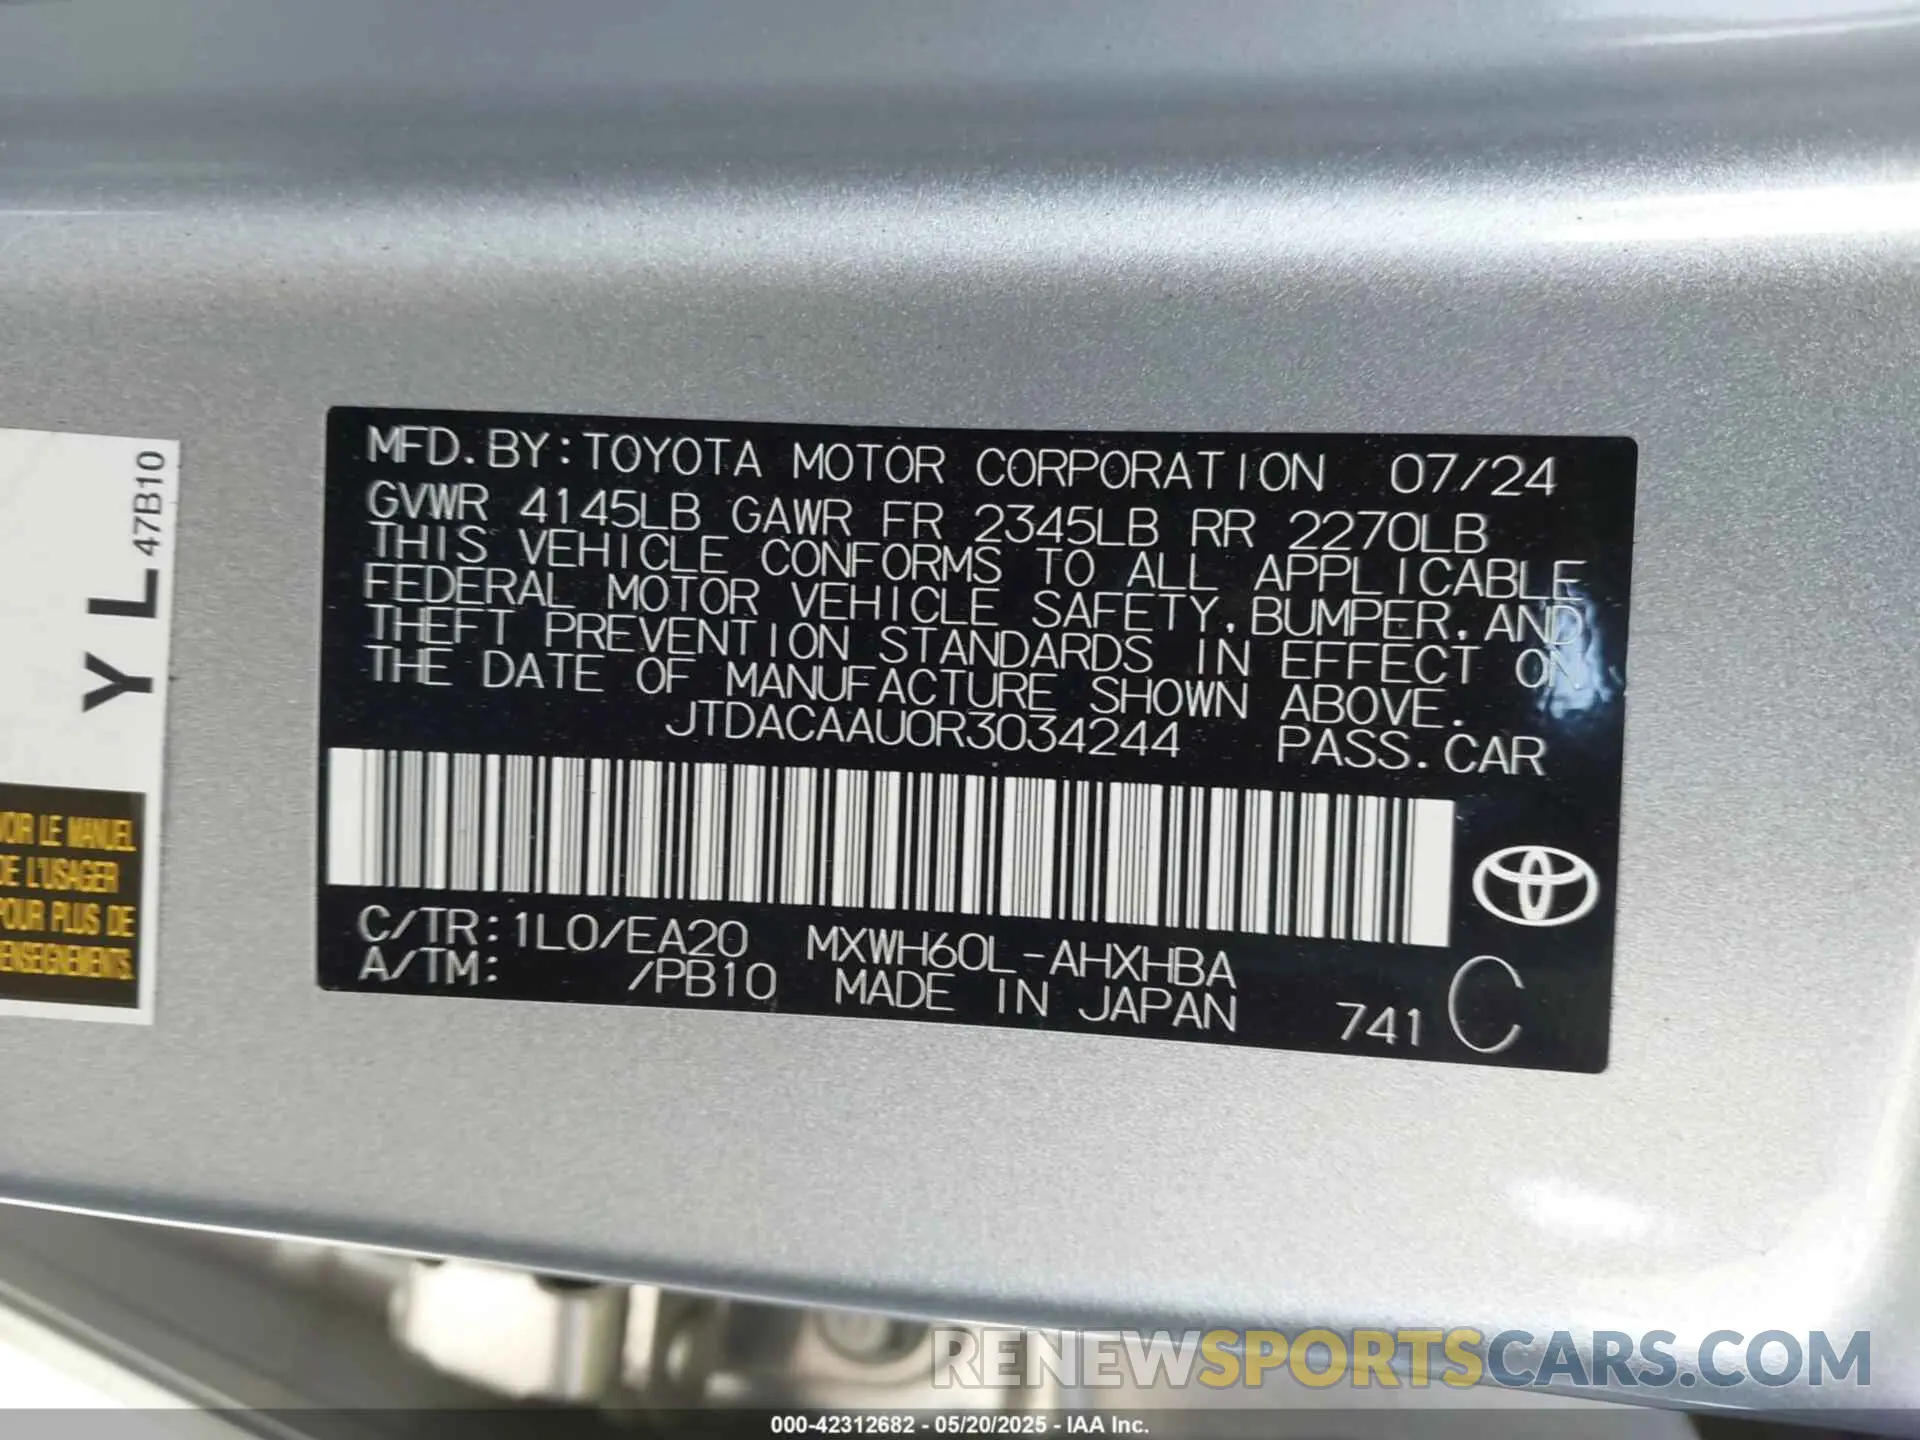 MFD. BY: TOYOTA MOTOR CORPORATION 07/24
GVWR 4145LB GAWR FR 2345LB RR 2270LB
THIS VEHICLE CONFORMS TO ALL APPLICABLE
FEDERAL MOTOR VEHICLE SAFETY, BUMPER, AND
THEFT PREVENTION STANDARDS IN EFFECT ON
THE DATE OF MANUFACTURE SHOWN ABOVE.
JTDACAAU0R3034244 PASS. CAR
C/TR: 1L0/EA20 MXWH60L-AHXHBA
A/TM: /PB10 MADE IN JAPAN 741 C
Y L 47B10
VOIR LE MANUEL
DE L'USAGER
POUR PLUS DE
RENSEIGNEMENTS.
RENEWSPORTSCARS.COM 2024
000-42312682 - 05/20/2025 - IAA Inc.